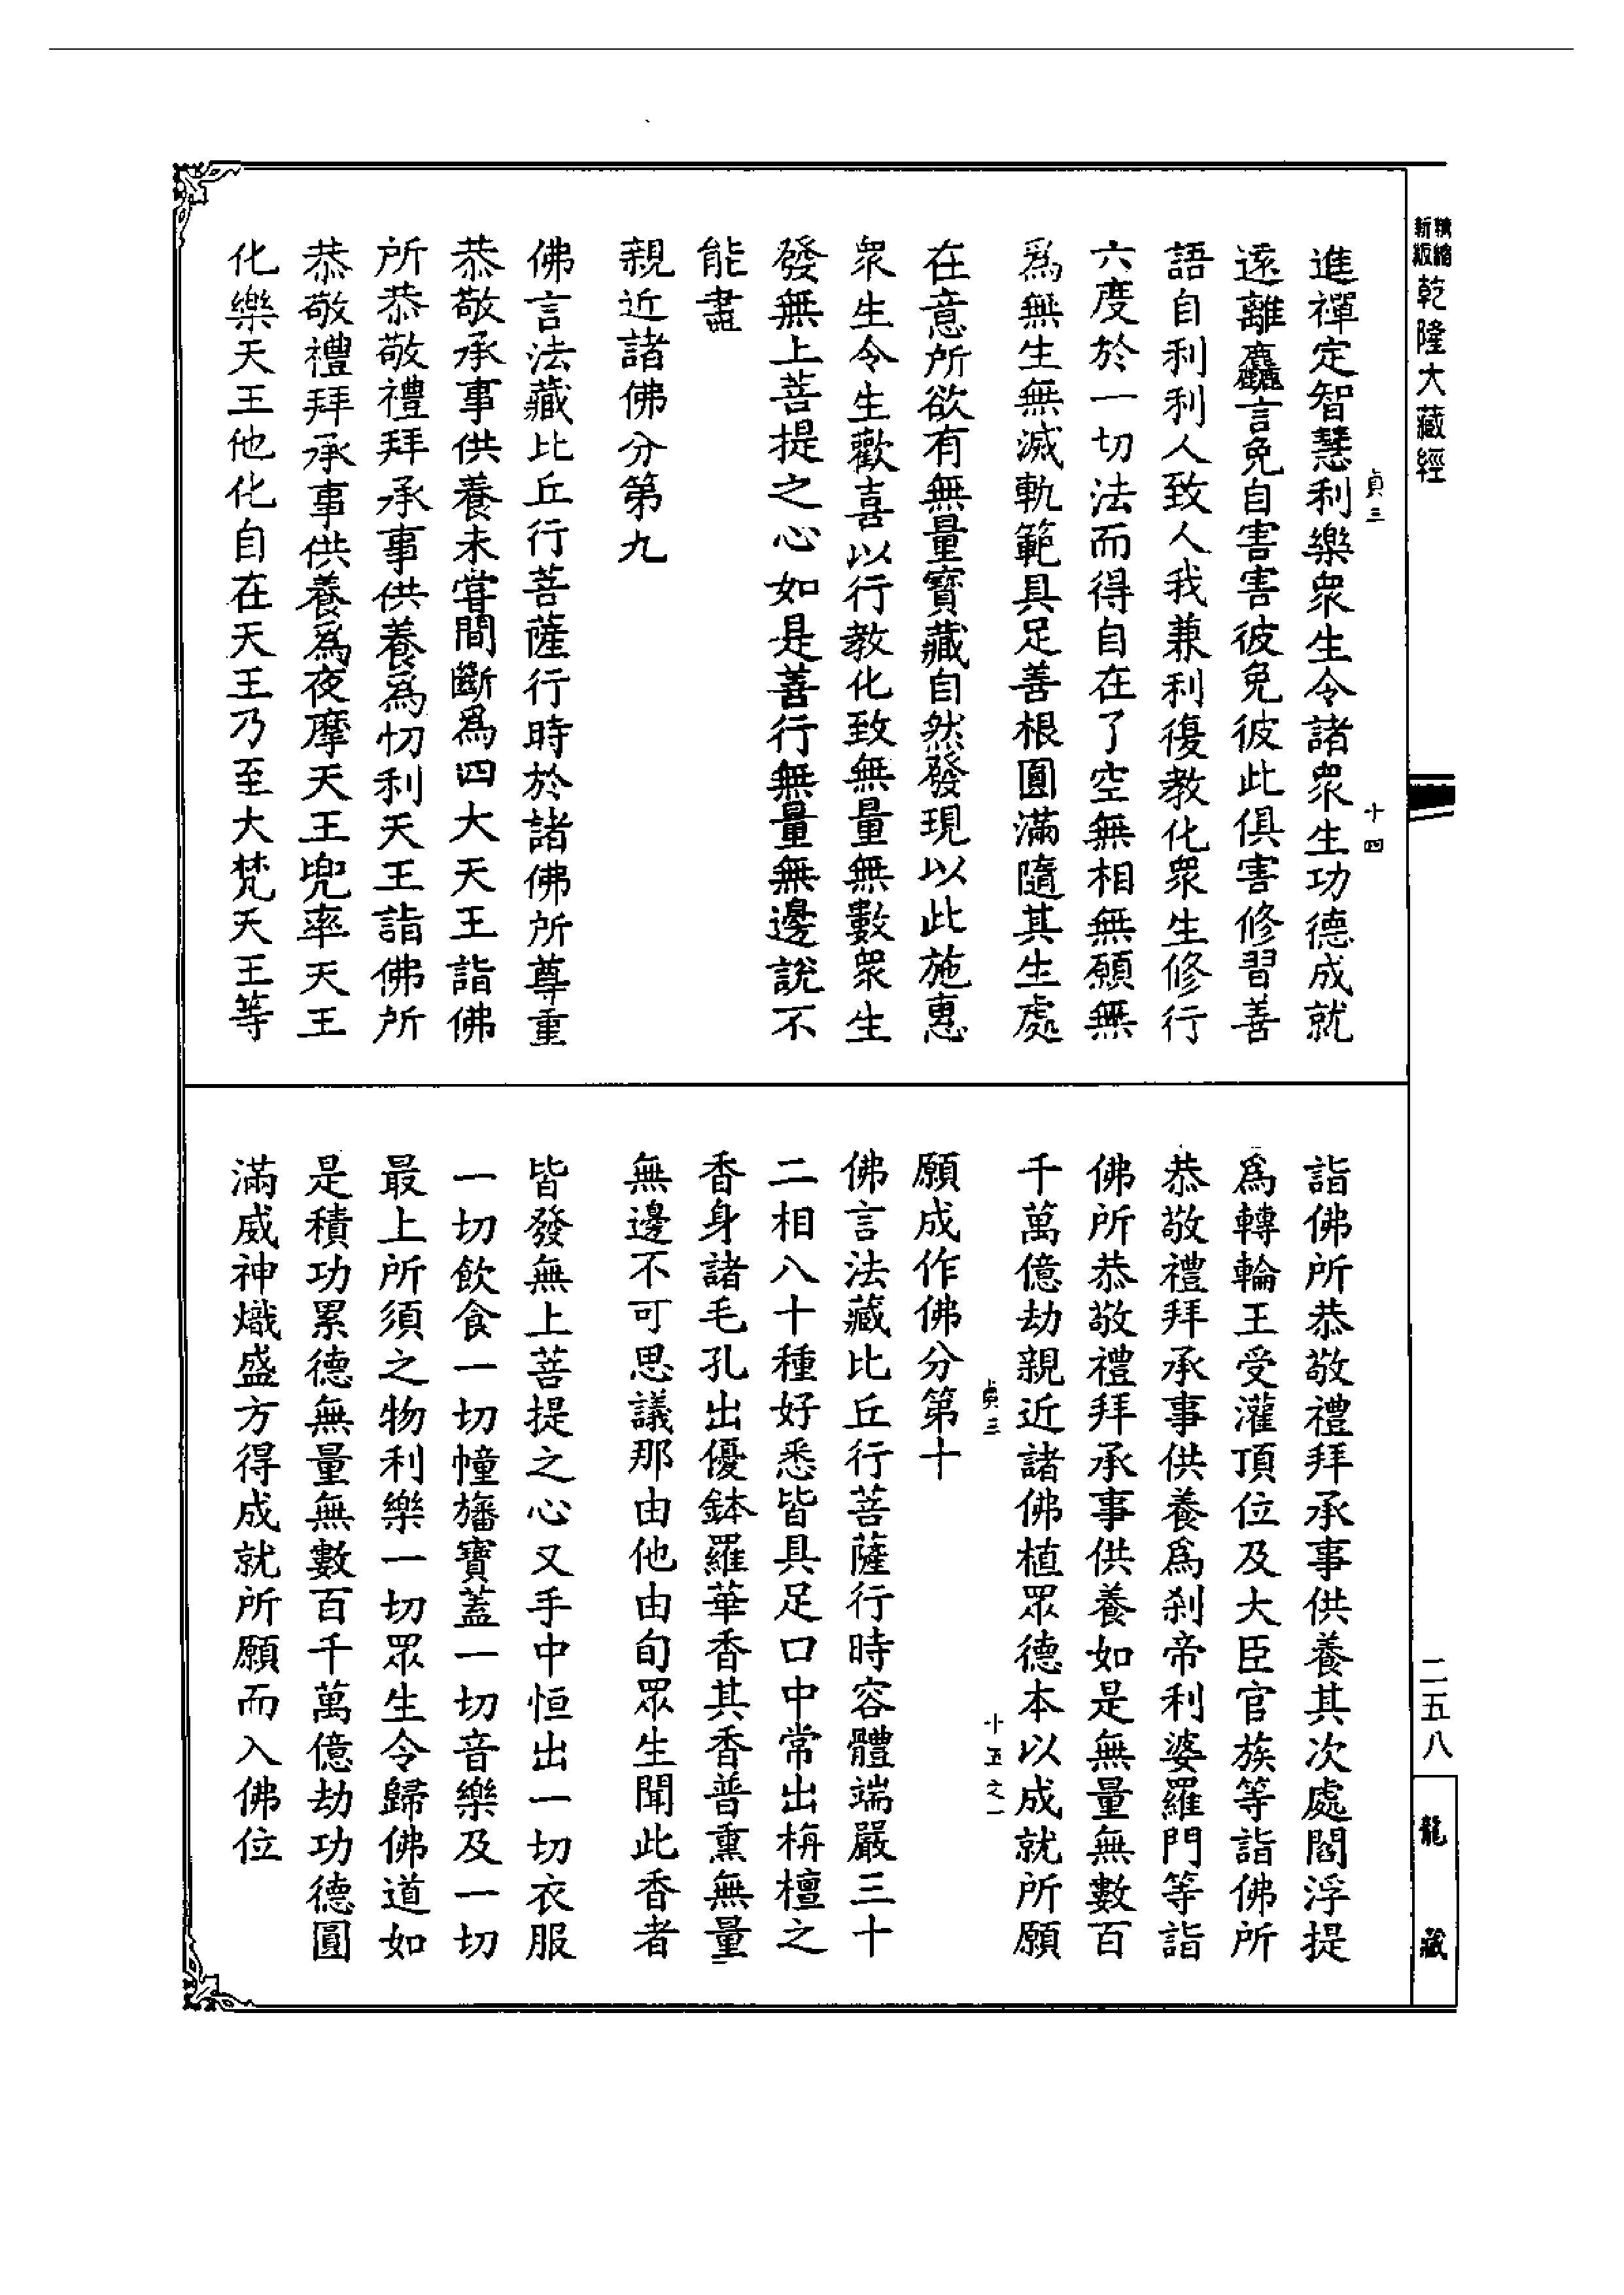 新編縮版乾隆大藏經
貞三
十四
進禪定智慧利樂眾生令諸眾生功德成就
遠離麤言免自害害彼免彼此俱害修習善
語自利利人致人我兼利復教化眾生修行
六度於一切法而得自在了空無相無願無
爲無生無滅軌範具足善根圓滿隨其生處
在意所欲有無量寶藏自然發現以此施惠
眾生令生歡喜以行教化致無量無數眾生
發無上菩提之心如是善行無量無邊說不
能盡
親近諸佛分第九
佛言法藏比丘行菩薩行時於諸佛所尊重
恭敬承事供養未嘗間斷爲四大天王詣佛
所恭敬禮拜承事供養爲忉利天王詣佛所
恭敬禮拜承事供養爲夜摩天王兜率天王
化樂天王他化自在天王乃至大梵天王等
詣佛所恭敬禮拜承事供養其次處閻浮提
爲轉輪王受灌頂位及大臣官族等詣佛所
恭敬禮拜承事供養爲刹帝利婆羅門等詣
佛所恭敬禮拜承事供養如是無量無數百
千萬億劫親近諸佛植眾德本以成就所願
貞三
十五之一
願成作佛分第十
佛言法藏比丘行菩薩行時容體端嚴三十
二相八十種好悉皆具足口中常出栴檀之
香身諸毛孔出優鉢羅華香其香普熏無量
無邊不可思議那由他由旬眾生聞此香者
皆發無上菩提之心又手中恒出一切衣服
一切飲食一切幢旛寶蓋一切音樂及一切
最上所須之物利樂一切眾生令歸佛道如
是積功累德無量無數百千萬億劫功德圓
滿威神熾盛方得成就所願而入佛位
二五八
龍藏